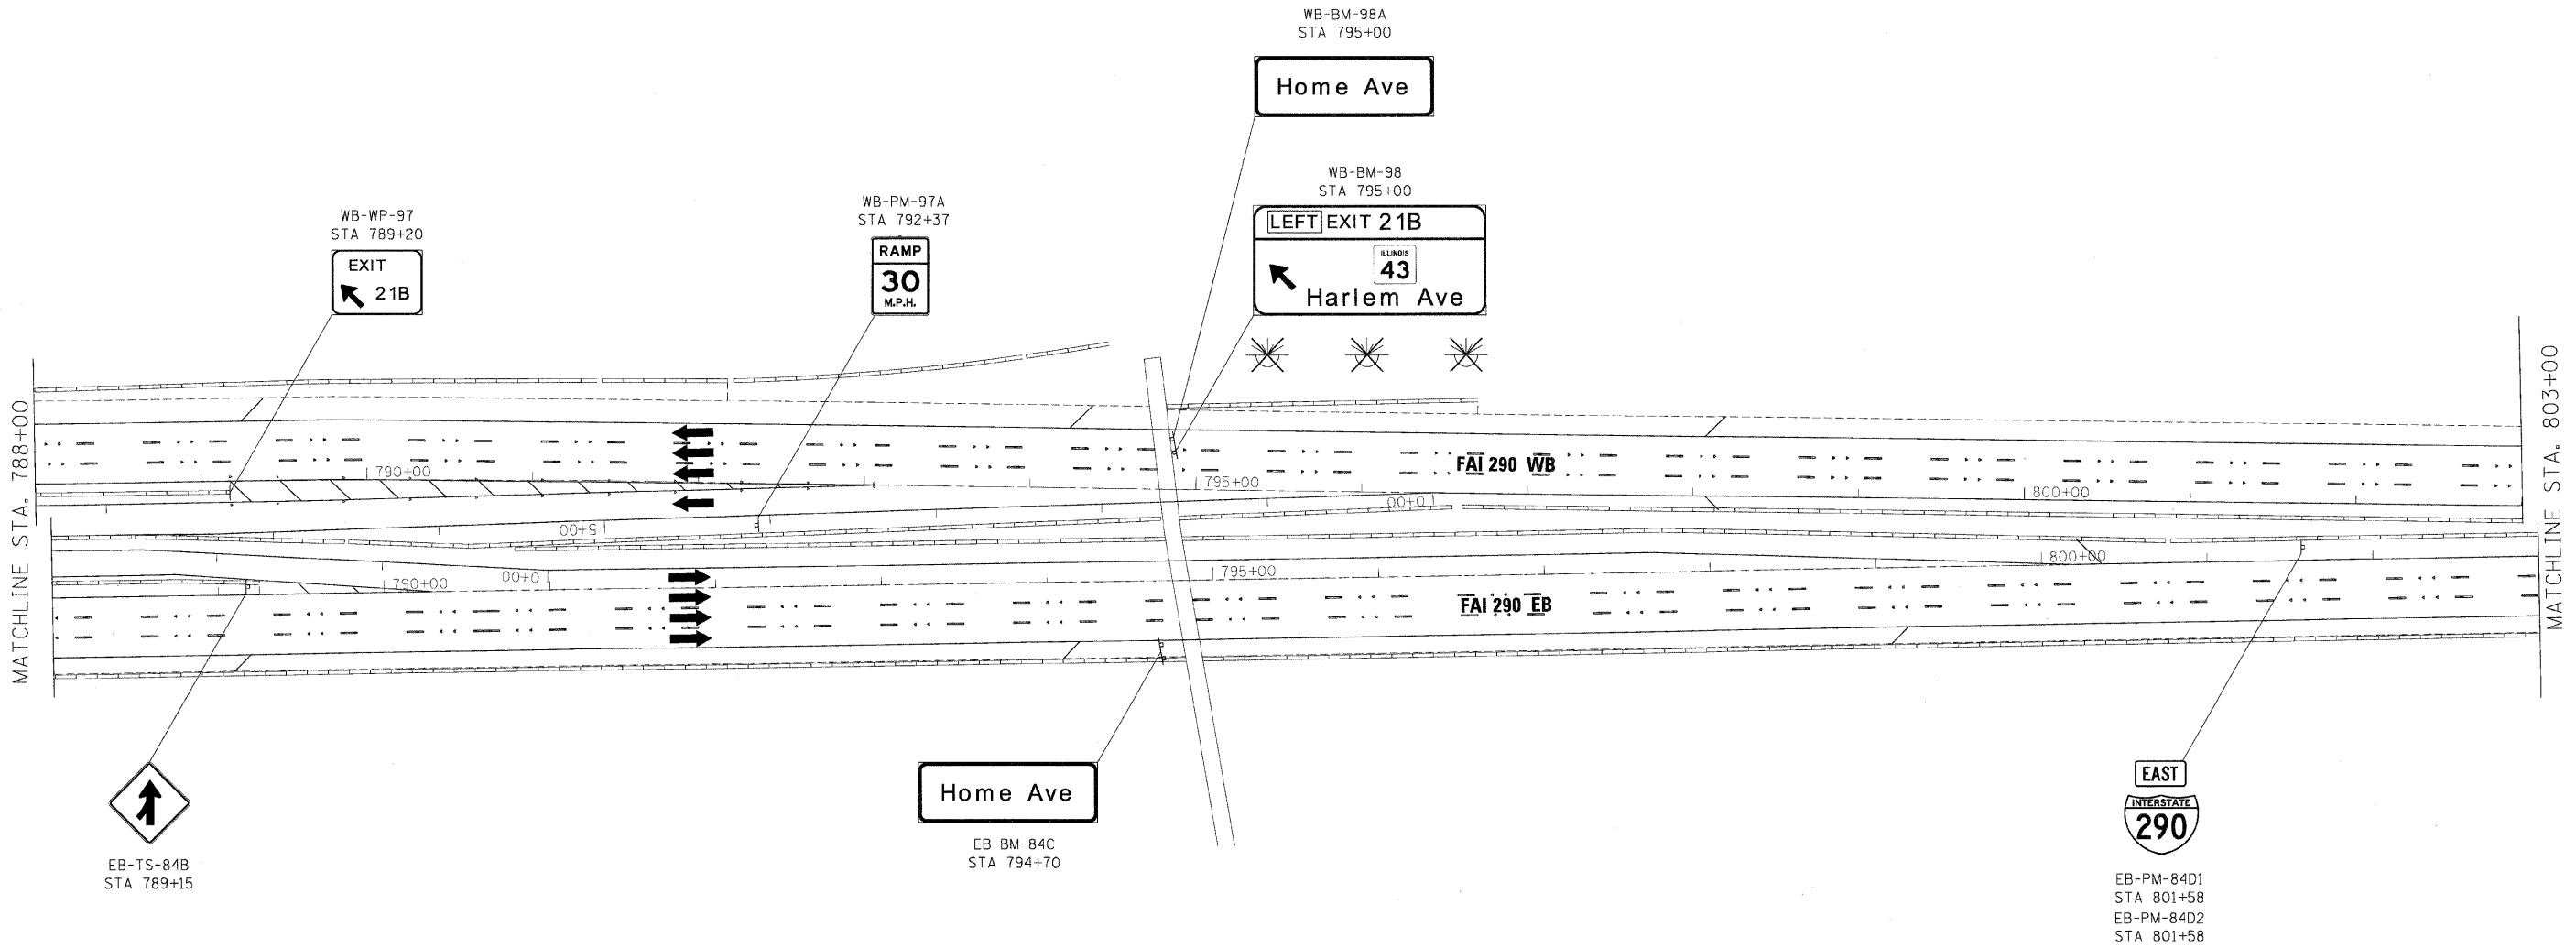 WB-BM-98A
STA 795+00
Home Ave
WB-BM-98
STA 795+00
LEFT EXIT 21B
ILLINOIS
43
Harlem Ave
WB-PM-97A
STA 792+37
RAMP
30
M.P.H.
WB-WP-97
STA 789+20
EXIT
21B
MATCHLINE STA. 788+00
MATCHLINE STA. 803+00
790+00
795+00
800+00
FAI 290 WB
5+00
0+00
790+00
0+00
795+00
800+00
FAI 290 EB
EB-TS-84B
STA 789+15
Home Ave
EB-BM-84C
STA 794+70
EAST
INTERSTATE
290
EB-PM-84D1
STA 801+58
EB-PM-84D2
STA 801+58